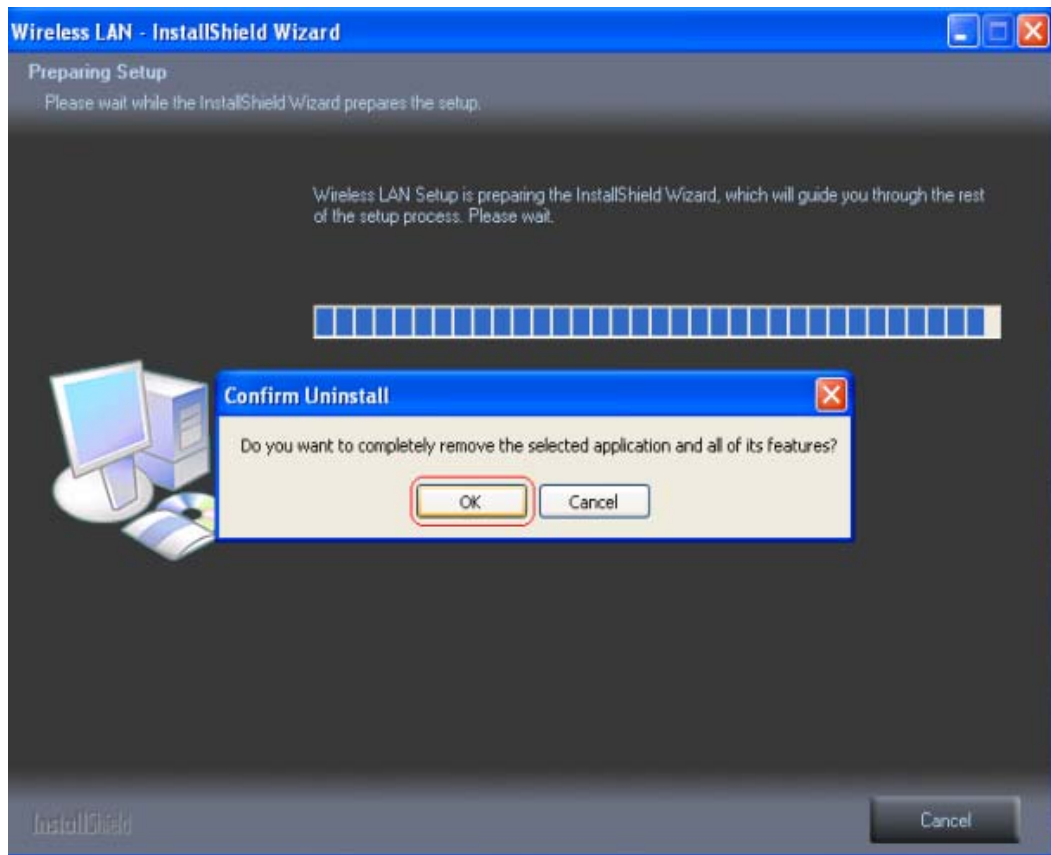 Wireless LAN - InstallShield Wizard
Preparing Setup
Please wait while the InstallShield Wizard prepares the setup.
Wireless LAN Setup is preparing the InstallShield Wizard, which will guide you through the rest
of the setup process. Please wait.
Confirm Uninstall
Do you want to completely remove the selected application and all of its features?
OK
Cancel
InstallShield
Cancel